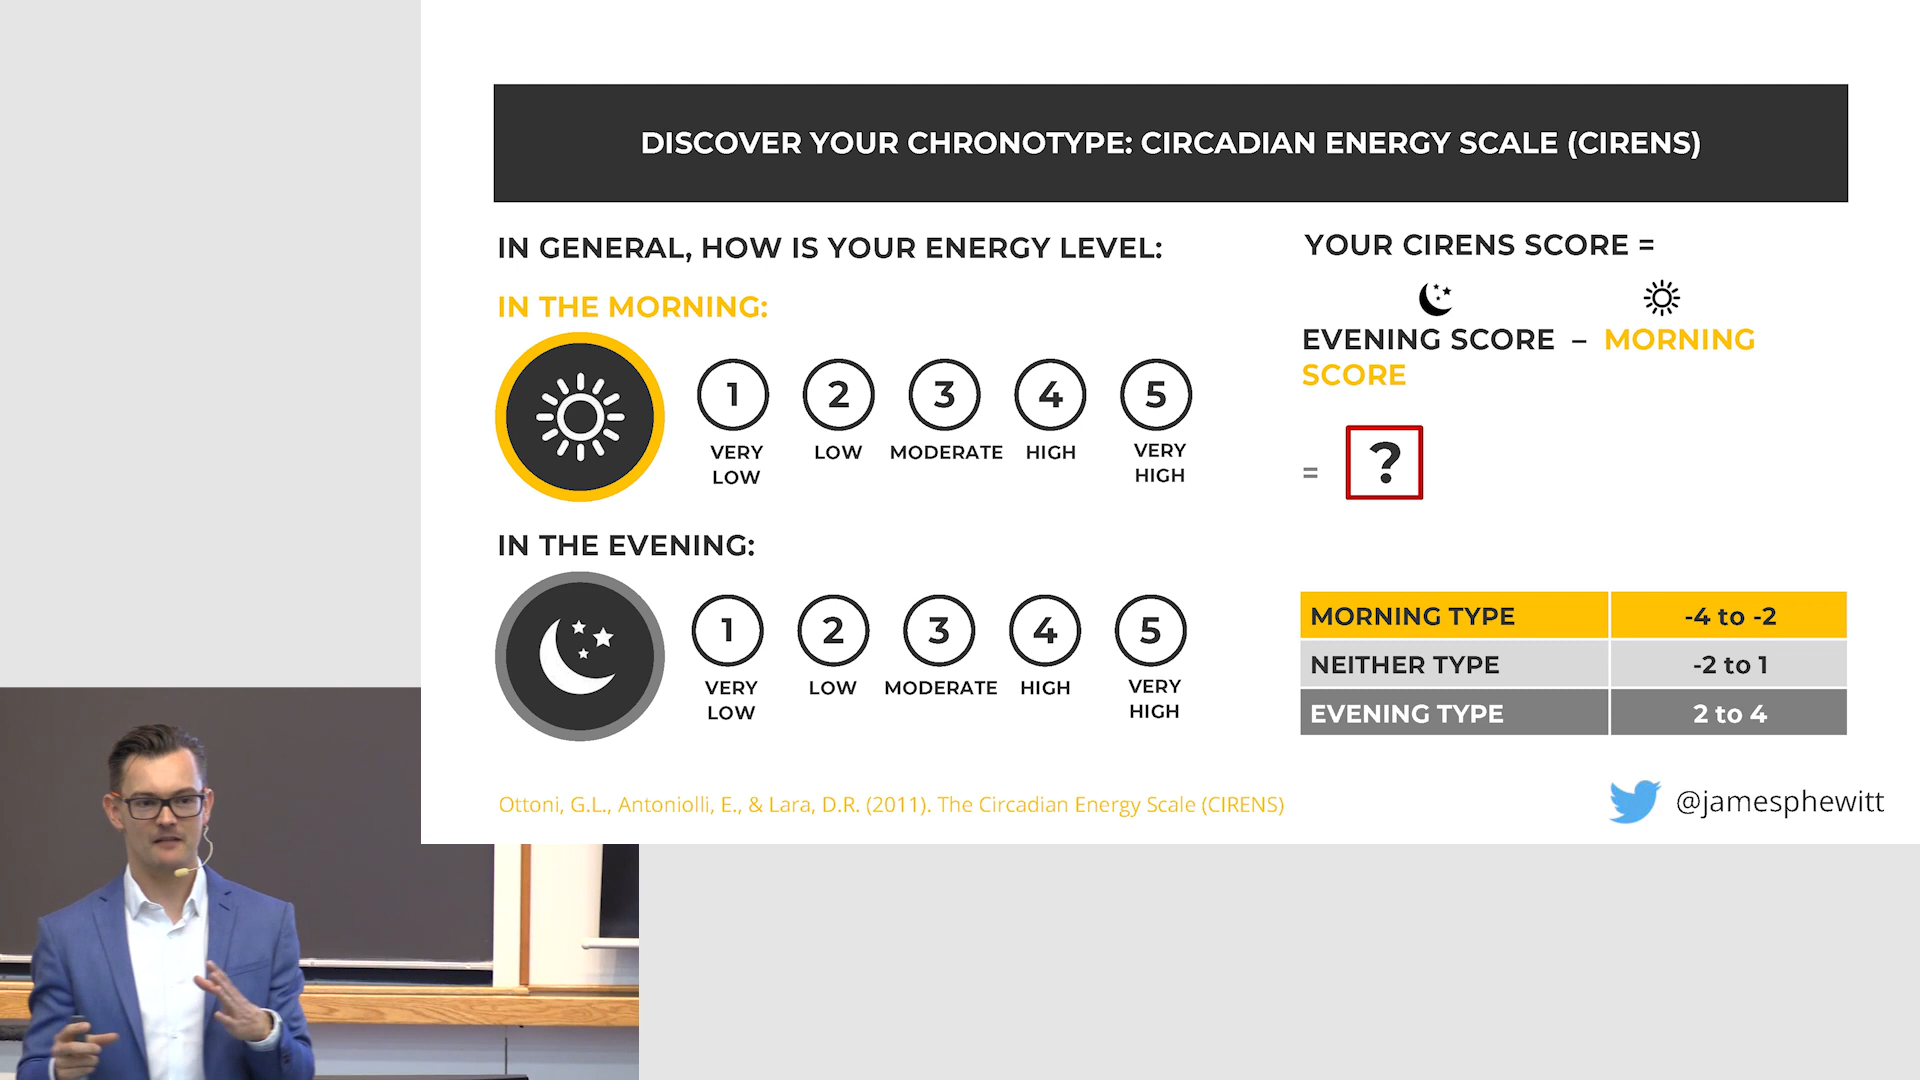 DISCOVER YOUR CHRONOTYPE: CIRCADIAN ENERGY SCALE (CIRENS)
IN GENERAL, HOW IS YOUR ENERGY LEVEL:
IN THE MORNING:
1 2 3 4 5
VERY LOW MODERATE HIGH VERY
LOW HIGH
IN THE EVENING:
1 2 3 4 5
VERY LOW MODERATE HIGH VERY
LOW HIGH
YOUR CIRENS SCORE =
EVENING SCORE – MORNING
SCORE
= ?
MORNING TYPE -4 to -2
NEITHER TYPE -2 to 1
EVENING TYPE 2 to 4
Ottoni, G.L., Antoniolli, E., & Lara, D.R. (2011). The Circadian Energy Scale (CIRENS)
@jamesphewitt